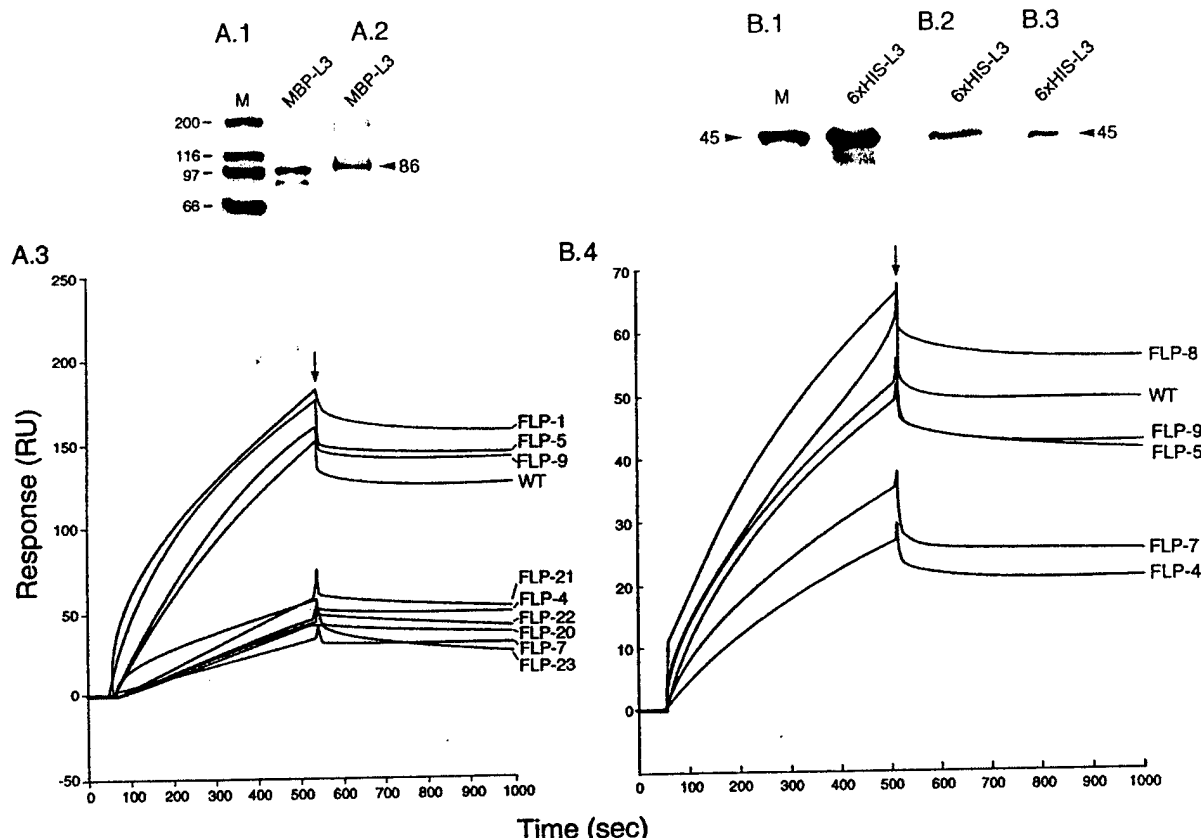 A.1
A.2
M
MBP-L3
MBP-L3
200
116
97
66
86
B.1
B.2
B.3
M
6xHIS-L3
6xHIS-L3
6xHIS-L3
45
45
A.3
250
200
150
100
50
0
-50
Response (RU)
FLP-1
FLP-5
FLP-9
WT
FLP-21
FLP-4
FLP-22
FLP-20
FLP-7
FLP-23
0 100 200 300 400 500 600 700 800 900 1000
B.4
70
60
50
40
30
20
10
0
FLP-8
WT
FLP-9
FLP-5
FLP-7
FLP-4
0 100 200 300 400 500 600 700 800 900 1000
Time (sec)